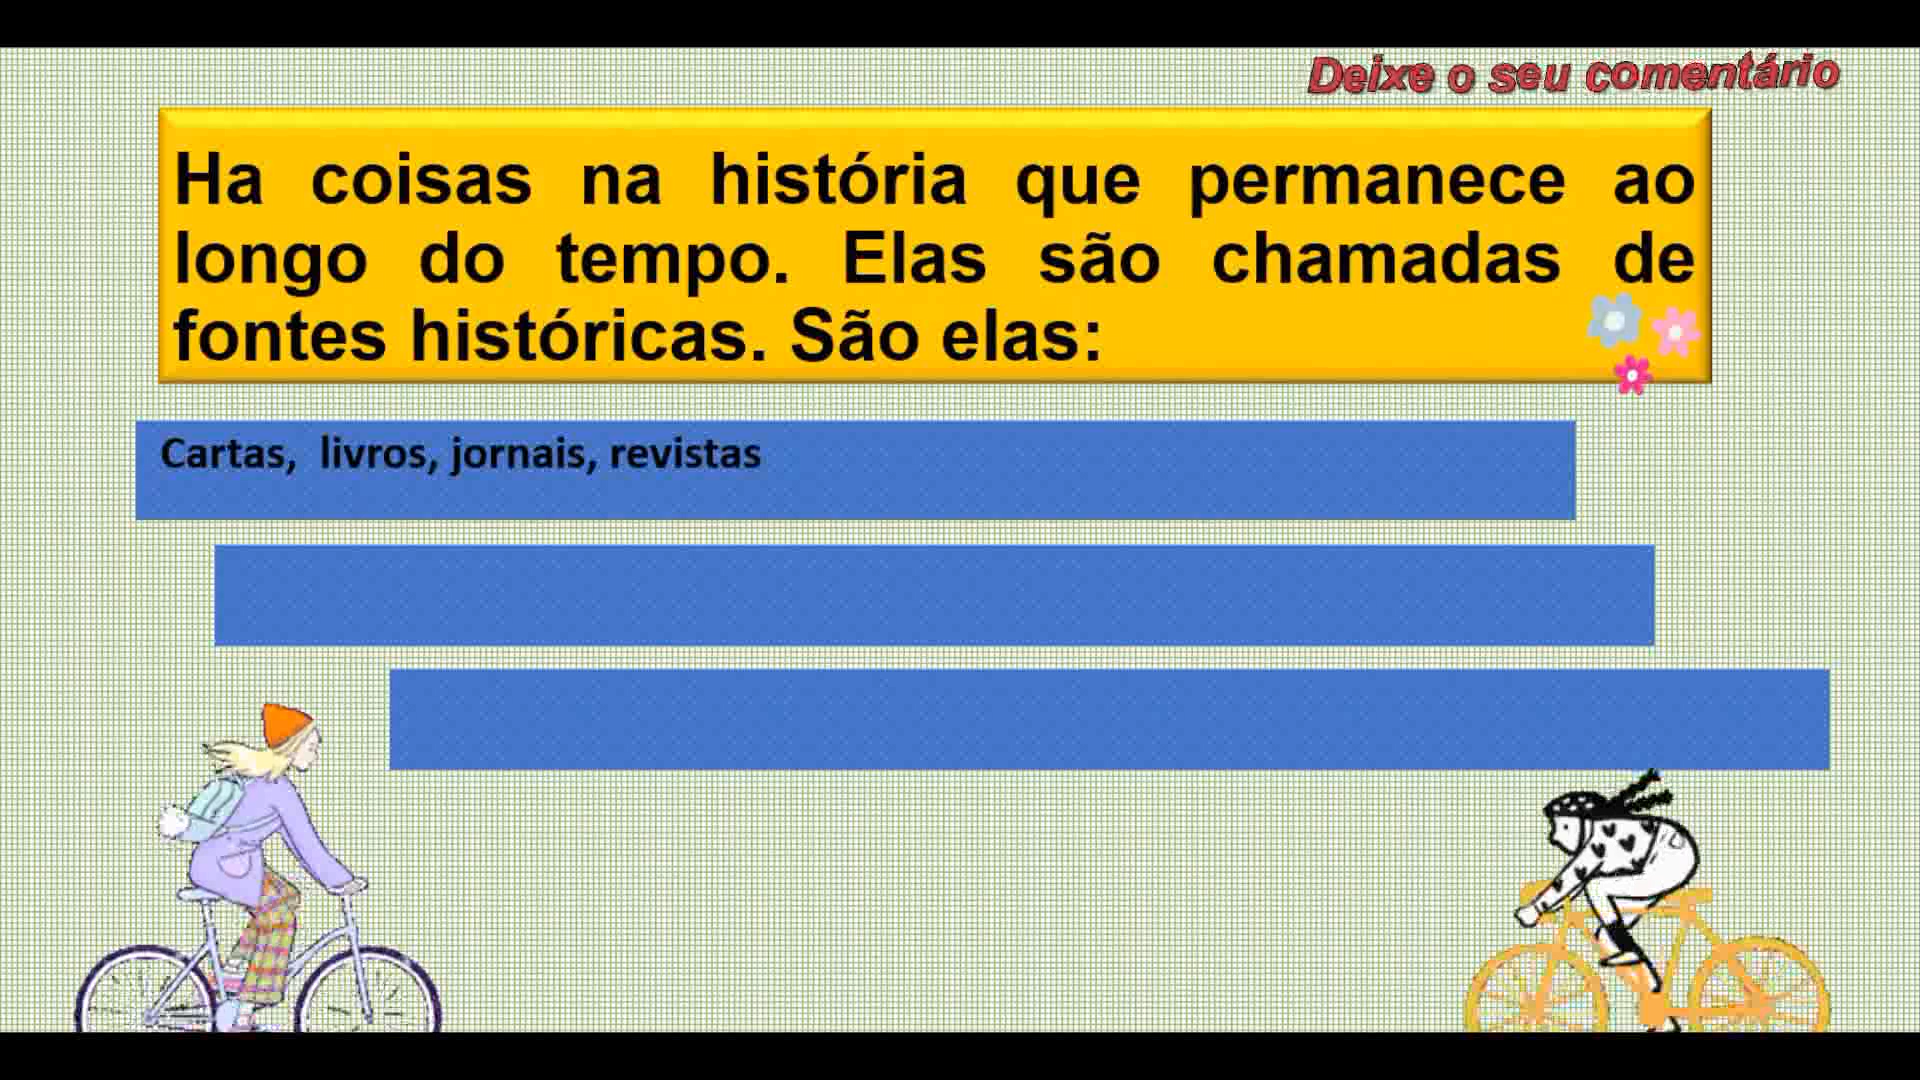 Deixe o seu comentário
Ha coisas na história que permanece ao
longo do tempo. Elas são chamadas de
fontes históricas. São elas:
Cartas, livros, jornais, revistas